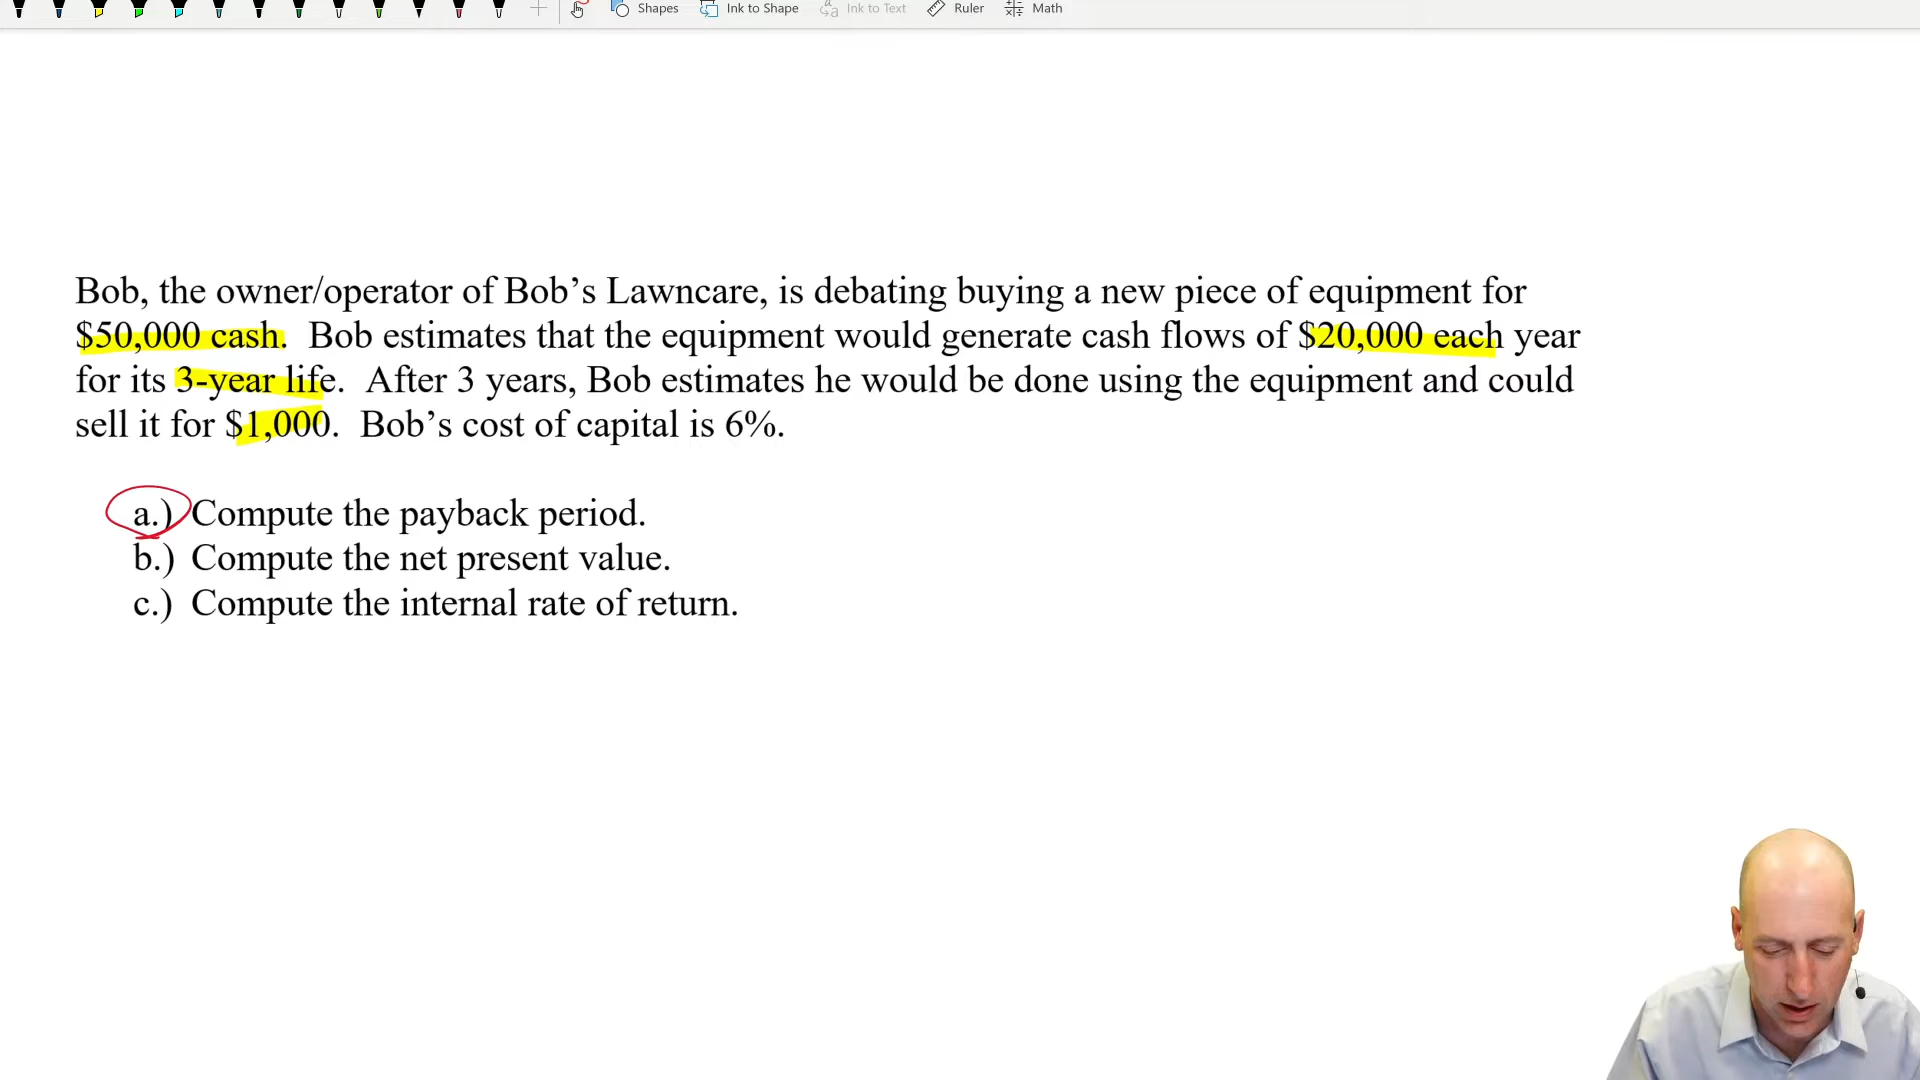 Shapes Ink to Shape Ink to Text Ruler Math
Bob, the owner/operator of Bob’s Lawncare, is debating buying a new piece of equipment for
$50,000 cash. Bob estimates that the equipment would generate cash flows of $20,000 each year
for its 3-year life. After 3 years, Bob estimates he would be done using the equipment and could
sell it for $1,000. Bob’s cost of capital is 6%.
a.) Compute the payback period.
b.) Compute the net present value.
c.) Compute the internal rate of return.